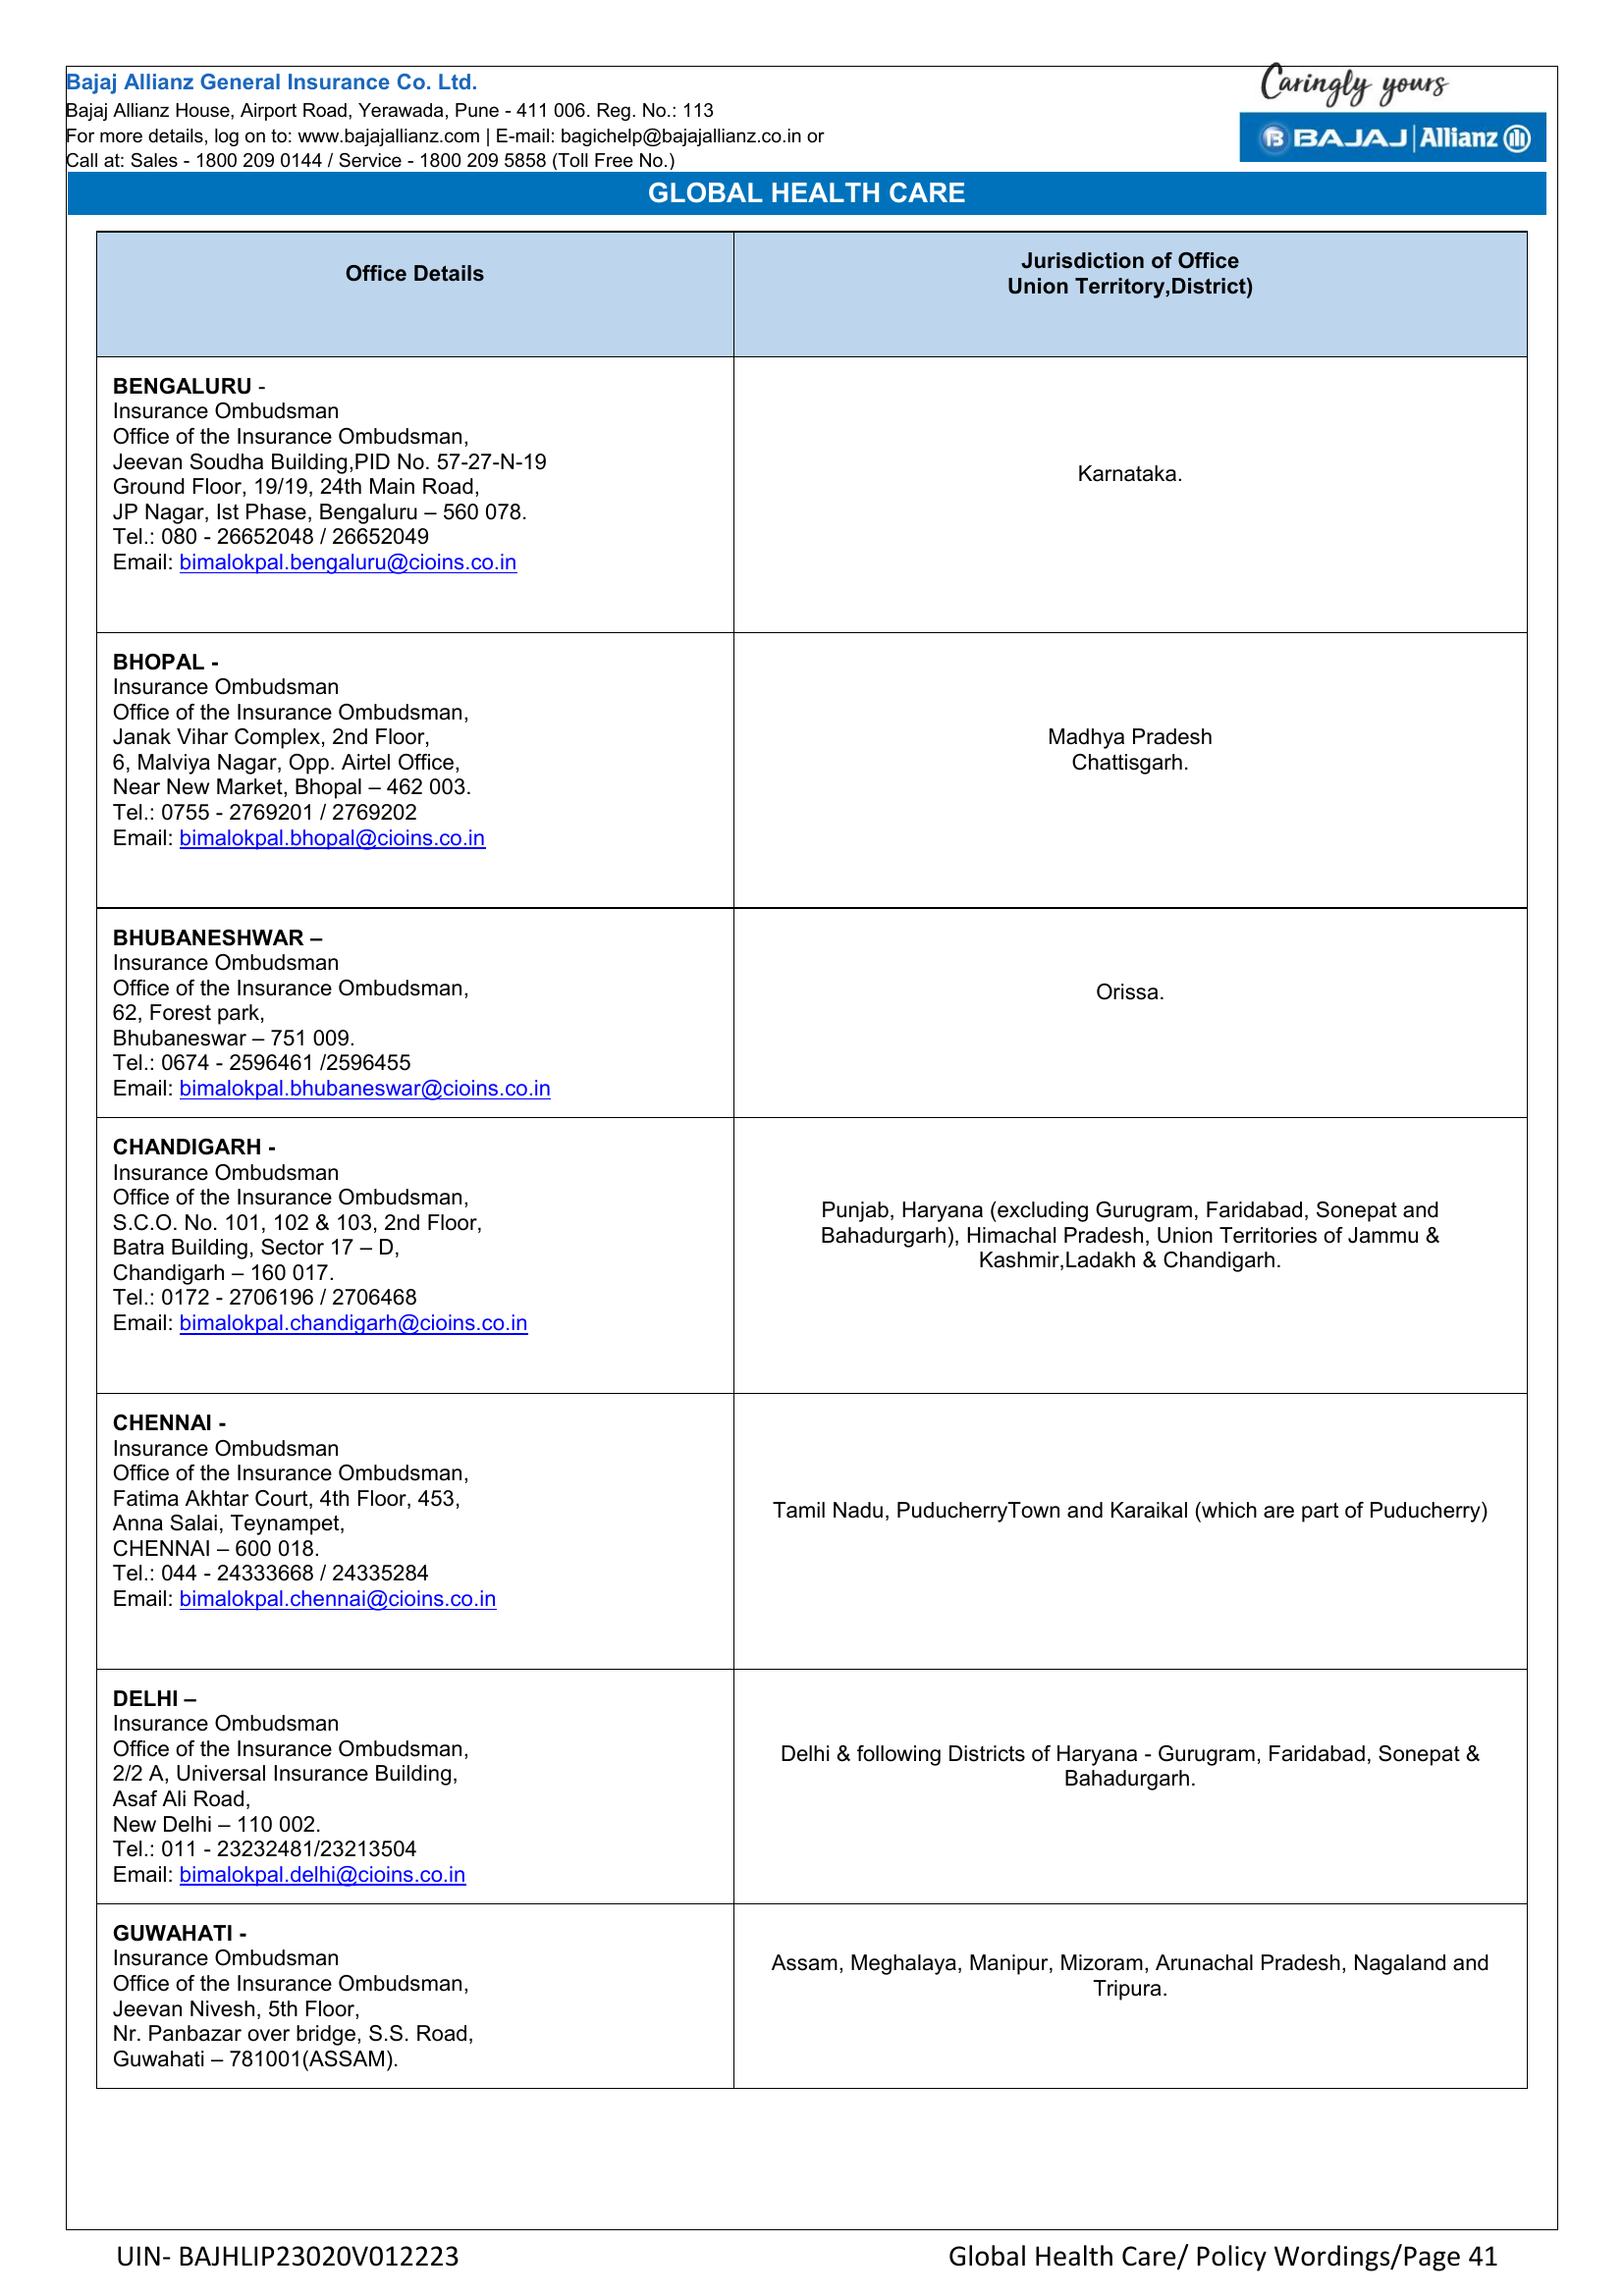 Bajaj Allianz General Insurance Co. Ltd.
Bajaj Allianz House, Airport Road, Yerawada, Pune - 411 006. Reg. No.: 113
For more details, log on to: www.bajajallianz.com | E-mail: bagichelp@bajajallianz.co.in or
Call at: Sales - 1800 209 0144 / Service - 1800 209 5858 (Toll Free No.)
Caringly yours
BAJAJ | Allianz
GLOBAL HEALTH CARE
Office Details
Jurisdiction of Office
Union Territory,District)
BENGALURU -
Insurance Ombudsman
Office of the Insurance Ombudsman,
Jeevan Soudha Building,PID No. 57-27-N-19
Ground Floor, 19/19, 24th Main Road,
JP Nagar, Ist Phase, Bengaluru – 560 078.
Tel.: 080 - 26652048 / 26652049
Email: bimalokpal.bengaluru@cioins.co.in
Karnataka.
BHOPAL -
Insurance Ombudsman
Office of the Insurance Ombudsman,
Janak Vihar Complex, 2nd Floor,
6, Malviya Nagar, Opp. Airtel Office,
Near New Market, Bhopal – 462 003.
Tel.: 0755 - 2769201 / 2769202
Email: bimalokpal.bhopal@cioins.co.in
Madhya Pradesh
Chattisgarh.
BHUBANESHWAR –
Insurance Ombudsman
Office of the Insurance Ombudsman,
62, Forest park,
Bhubaneswar – 751 009.
Tel.: 0674 - 2596461 /2596455
Email: bimalokpal.bhubaneswar@cioins.co.in
Orissa.
CHANDIGARH -
Insurance Ombudsman
Office of the Insurance Ombudsman,
S.C.O. No. 101, 102 & 103, 2nd Floor,
Batra Building, Sector 17 – D,
Chandigarh – 160 017.
Tel.: 0172 - 2706196 / 2706468
Email: bimalokpal.chandigarh@cioins.co.in
Punjab, Haryana (excluding Gurugram, Faridabad, Sonepat and
Bahadurgarh), Himachal Pradesh, Union Territories of Jammu &
Kashmir,Ladakh & Chandigarh.
CHENNAI -
Insurance Ombudsman
Office of the Insurance Ombudsman,
Fatima Akhtar Court, 4th Floor, 453,
Anna Salai, Teynampet,
CHENNAI – 600 018.
Tel.: 044 - 24333668 / 24335284
Email: bimalokpal.chennai@cioins.co.in
Tamil Nadu, PuducherryTown and Karaikal (which are part of Puducherry)
DELHI –
Insurance Ombudsman
Office of the Insurance Ombudsman,
2/2 A, Universal Insurance Building,
Asaf Ali Road,
New Delhi – 110 002.
Tel.: 011 - 23232481/23213504
Email: bimalokpal.delhi@cioins.co.in
Delhi & following Districts of Haryana - Gurugram, Faridabad, Sonepat &
Bahadurgarh.
GUWAHATI -
Insurance Ombudsman
Office of the Insurance Ombudsman,
Jeevan Nivesh, 5th Floor,
Nr. Panbazar over bridge, S.S. Road,
Guwahati – 781001(ASSAM).
Assam, Meghalaya, Manipur, Mizoram, Arunachal Pradesh, Nagaland and
Tripura.
UIN- BAJHLIP23020V012223
Global Health Care/ Policy Wordings/Page 41